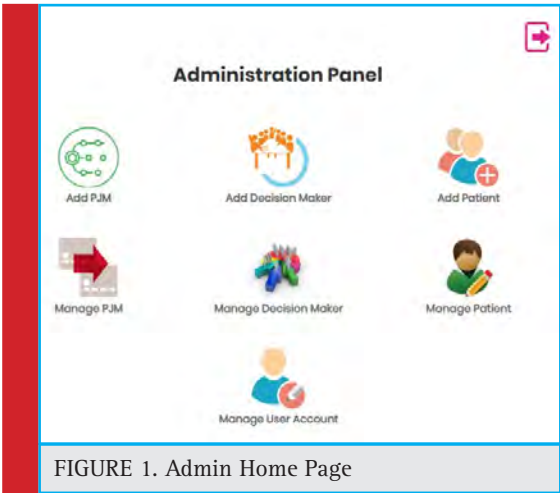 Administration Panel
Add PJM Add Decision Maker Add Patient
Manage PJM Manage Decision Maker Manage Patient
Manage User Account
FIGURE 1. Admin Home Page